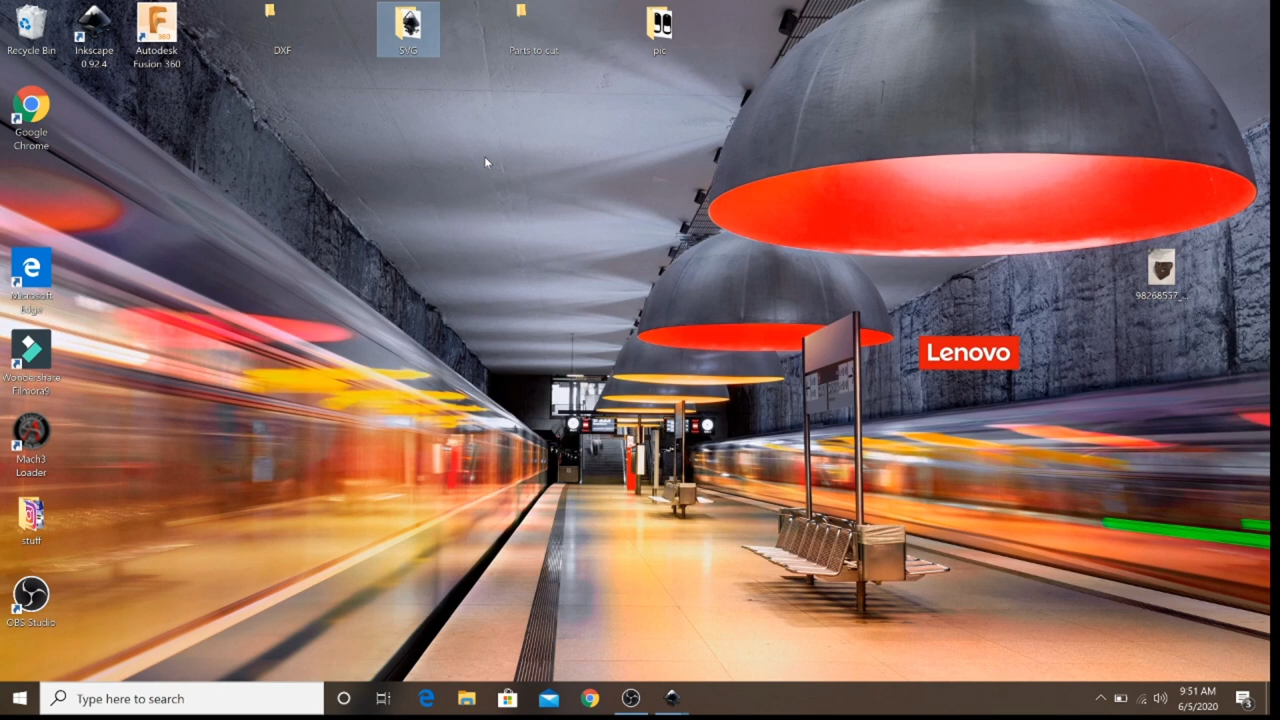 Recycle Bin
Inkscape
0.92.4
Autodesk
Fusion 360
DXF
SVG
Parts to cut
pic
Google
Chrome
Microsoft
Edge
98268557_...
Lenovo
Wondershare
Filmora9
Mach3
Loader
stuff
OBS Studio
Type here to search
9:51 AM
6/5/2020
3